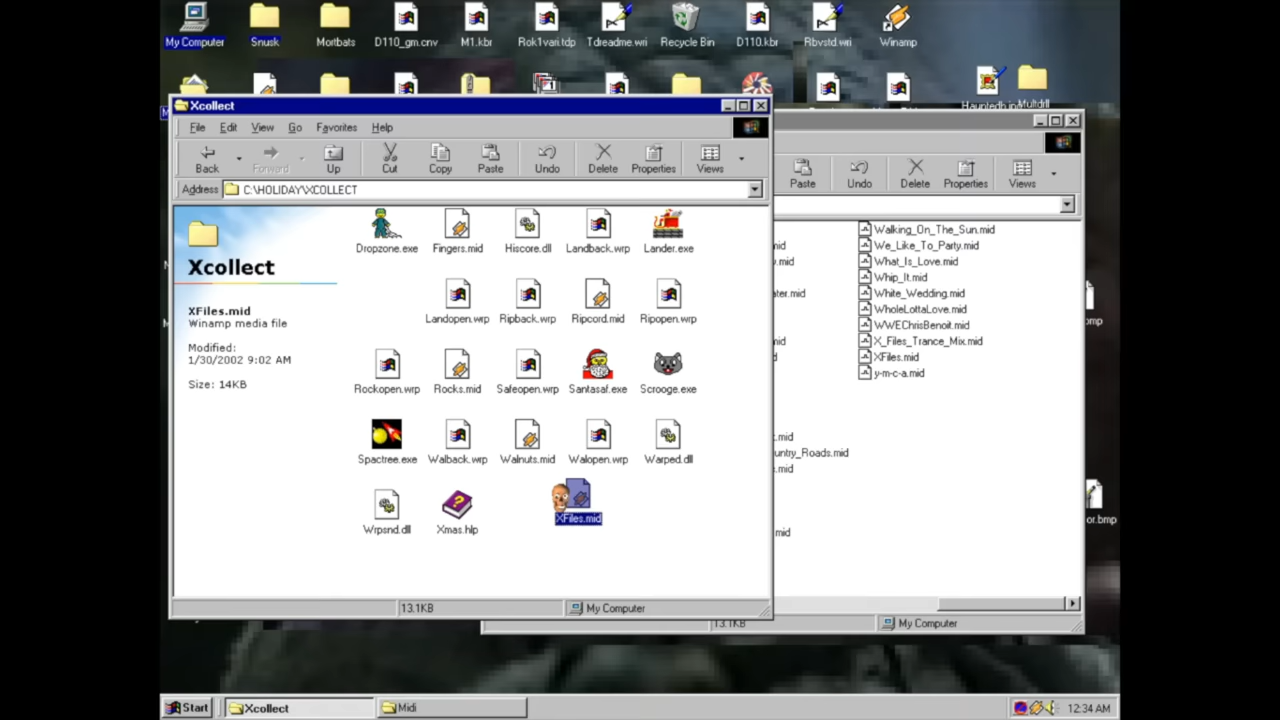 My Computer Snusk Mortbats D110_gm.cnv M1.kbr Rok1vari.tdp Tdreadme.wri Recycle Bin D110.kbr Rbvstd.wri Winamp
Multdrll
Xcollect
File Edit View Go Favorites Help
Back Forward Up Cut Copy Paste Undo Delete Properties Views
Address C:\HOLIDAY\XCOLLECT
Xcollect
XFiles.mid
Winamp media file
Modified:
1/30/2002 9:02 AM
Size: 14KB
Dropzone.exe Fingers.mid Hiscore.dll Landback.wrp Lander.exe
Landopen.wrp Ripback.wrp Ripcord.mid Ripopen.wrp
Rockopen.wrp Rocks.mid Safeopen.wrp Santasaf.exe Scrooge.exe
Spactree.exe Walback.wrp Walnuts.mid Walopen.wrp Warped.dll
Wrpsnd.dll Xmas.hlp XFiles.mid
13.1KB My Computer
Paste Undo Delete Properties Views
Walking_On_The_Sun.mid
We_Like_To_Party.mid
What_Is_Love.mid
Whip_It.mid
White_Wedding.mid
WholeLottaLove.mid
WWEChrisBenoit.mid
X_Files_Trance_Mix.mid
XFiles.mid
y-m-c-a.mid
13.1KB My Computer
Start Xcollect Midi 12:34 AM